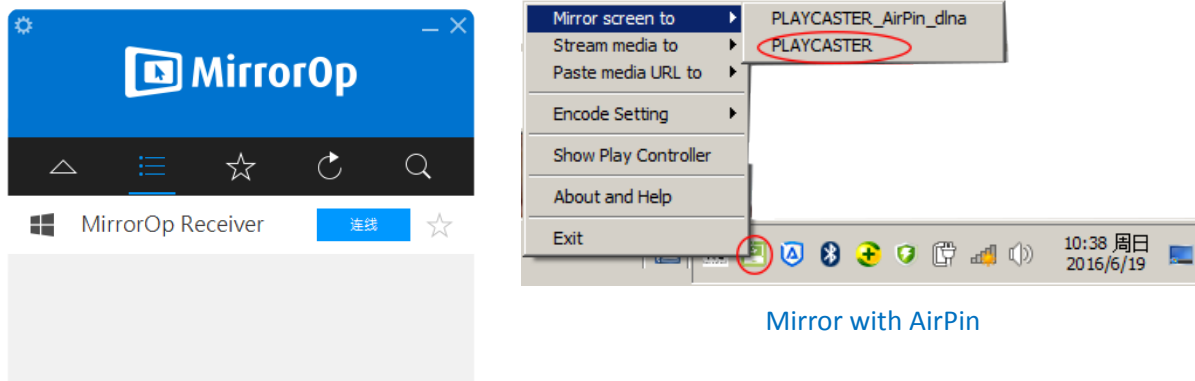 MirrorOp
MirrorOp Receiver
连线
Mirror screen to
Stream media to
Paste media URL to
Encode Setting
Show Play Controller
About and Help
Exit
PLAYCASTER_AirPin_dlna
PLAYCASTER
10:38 周日
2016/6/19
Mirror with AirPin